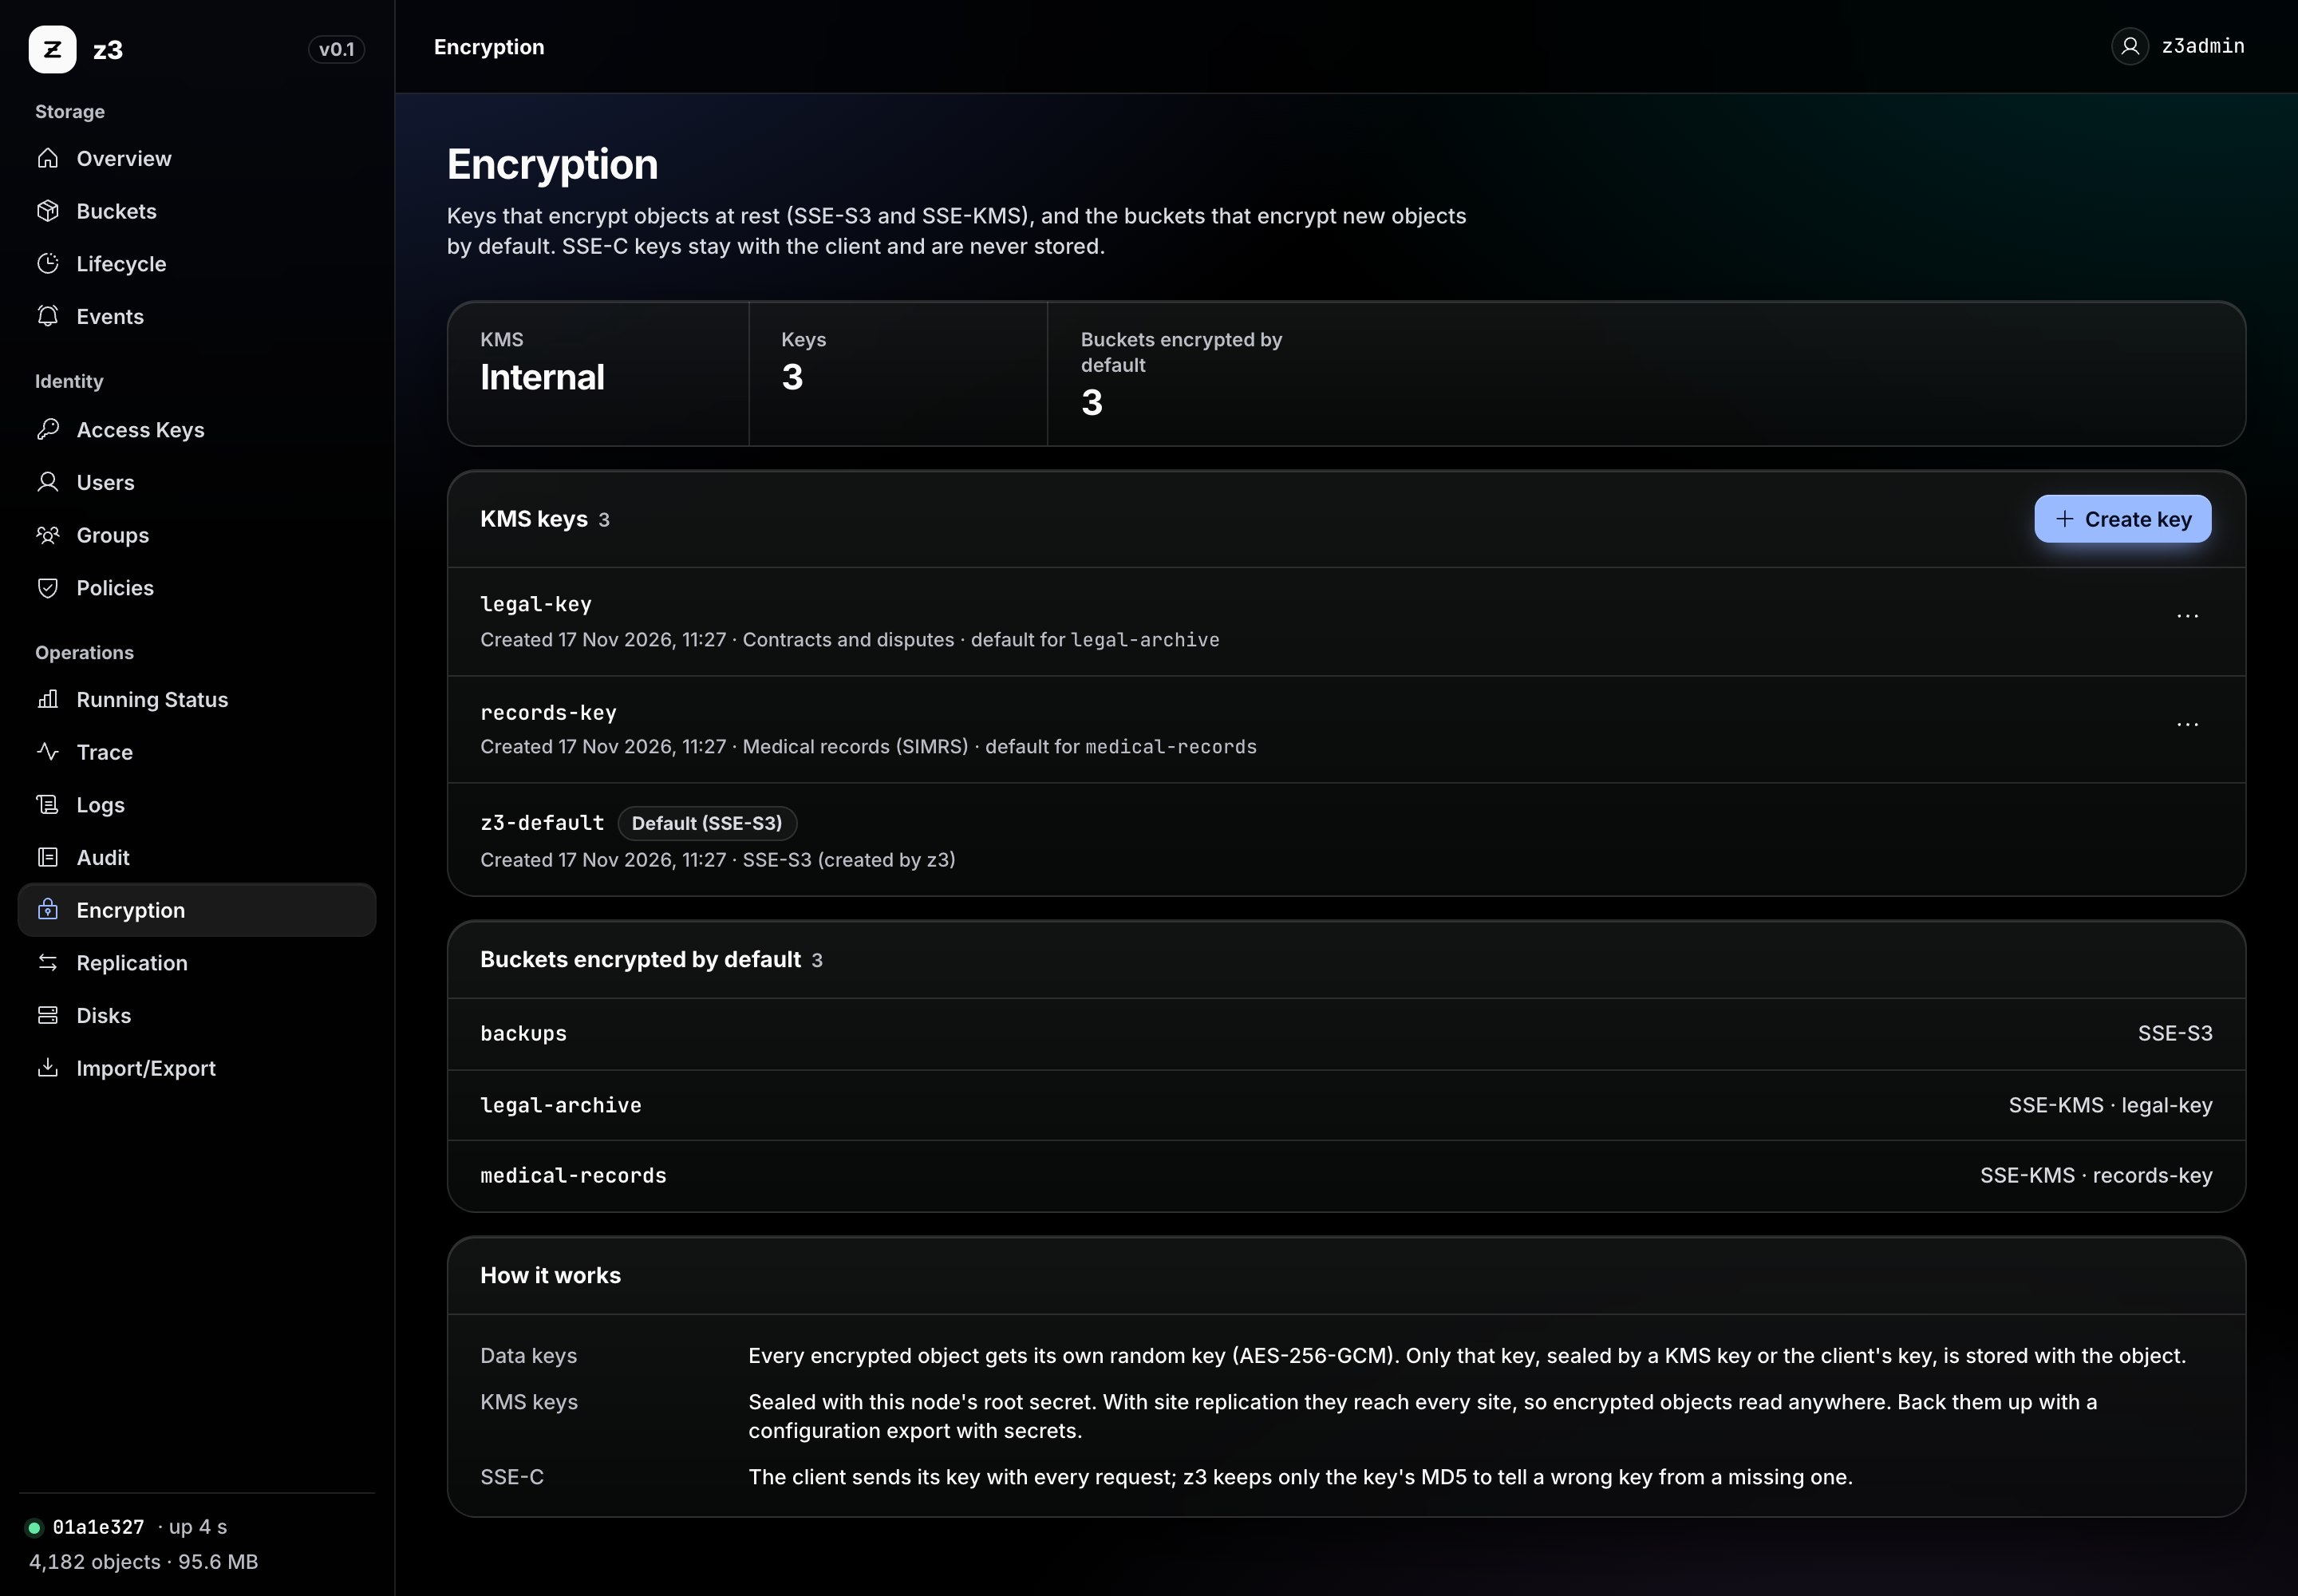 z3
v0.1
Storage
Overview
Buckets
Lifecycle
Events
Identity
Access Keys
Users
Groups
Policies
Operations
Running Status
Trace
Logs
Audit
Encryption
Replication
Disks
Import/Export
01a1e327 · up 4 s
4,182 objects · 95.6 MB
Encryption
z3admin
Encryption
Keys that encrypt objects at rest (SSE-S3 and SSE-KMS), and the buckets that encrypt new objects
by default. SSE-C keys stay with the client and are never stored.
KMS
Internal
Keys
3
Buckets encrypted by
default
3
KMS keys 3
Create key
legal-key
Created 17 Nov 2026, 11:27 · Contracts and disputes · default for legal-archive
records-key
Created 17 Nov 2026, 11:27 · Medical records (SIMRS) · default for medical-records
z3-default Default (SSE-S3)
Created 17 Nov 2026, 11:27 · SSE-S3 (created by z3)
Buckets encrypted by default 3
backups SSE-S3
legal-archive SSE-KMS · legal-key
medical-records SSE-KMS · records-key
How it works
Data keys Every encrypted object gets its own random key (AES-256-GCM). Only that key, sealed by a KMS key or the client's key, is stored with the object.
KMS keys Sealed with this node's root secret. With site replication they reach every site, so encrypted objects read anywhere. Back them up with a
configuration export with secrets.
SSE-C The client sends its key with every request; z3 keeps only the key's MD5 to tell a wrong key from a missing one.